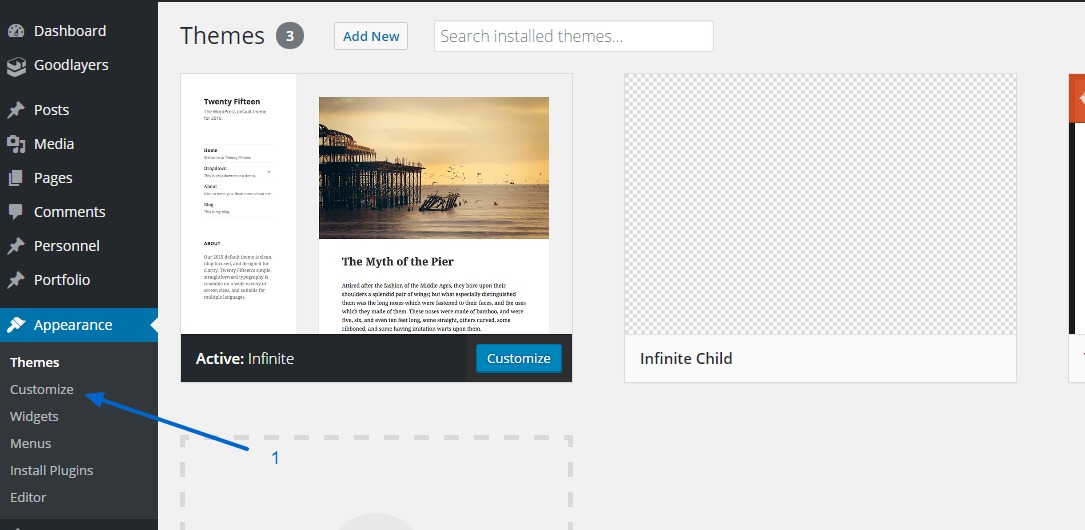 Dashboard
Goodlayers
Posts
Media
Pages
Comments
Personnel
Portfolio
Appearance
Themes
Customize
Widgets
Menus
Install Plugins
Editor
Themes 3 Add New Search installed themes...
Twenty Fifteen
The WordPress default theme
for 2015.
Home
Welcome to Twenty Fifteen.
Dropdown
This is dropdown menu items.
About
Blog
This is my blog.
ABOUT
Our 2015 default theme is clean,
blog-focused, and designed for
clarity. Twenty Fifteen's simple,
straightforward typography is
readable on a wide variety of
screen sizes, and suitable for
multiple languages.
The Myth of the Pier
Attired after the fashion of the Middle Ages, they bore upon their
shoulders a splendid pair of wings; but what especially distinguished
them was the long noses which were fastened to their faces, and the uses
which they made of them. These noses were made of bamboo, and were
five, six, and even ten feet long, some straight, others curved, some
ribboned, and some having imitation warts upon them.
Active: Infinite Customize
Infinite Child
1